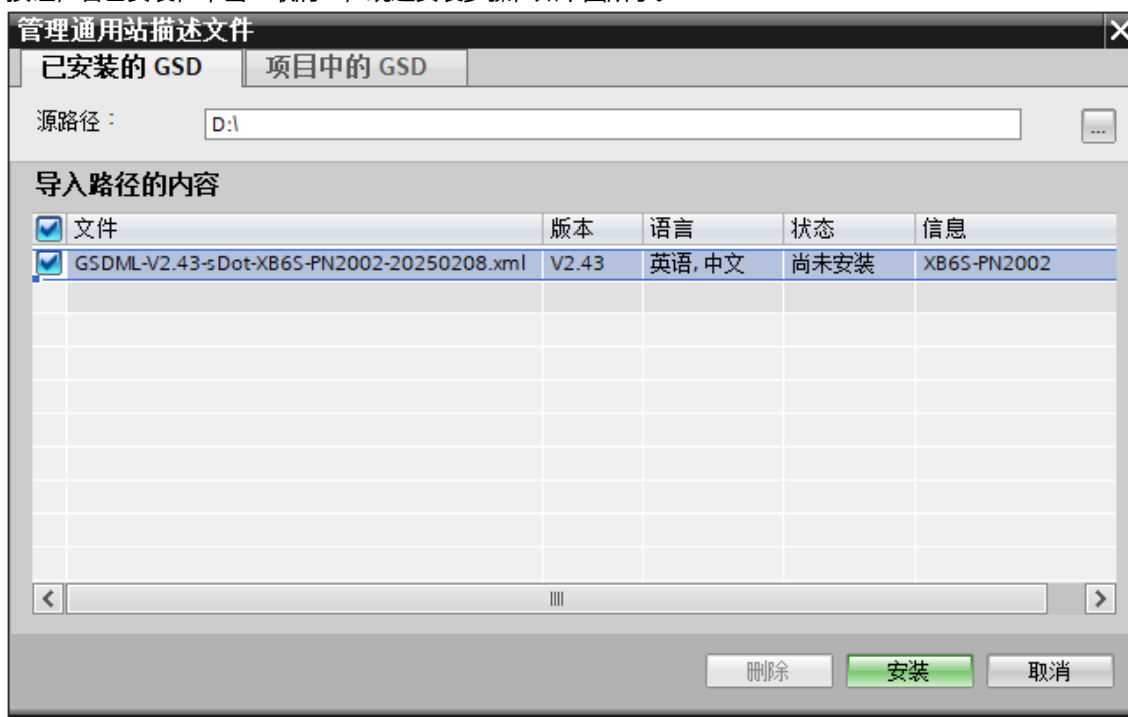 管理通用站描述文件
已安装的 GSD 项目中的 GSD
源路径： D:\ ...
导入路径的内容
文件 版本 语言 状态 信息
GSDML-V2.43-sDot-XB6S-PN2002-20250208.xml V2.43 英语, 中文 尚未安装 XB6S-PN2002
删除 安装 取消